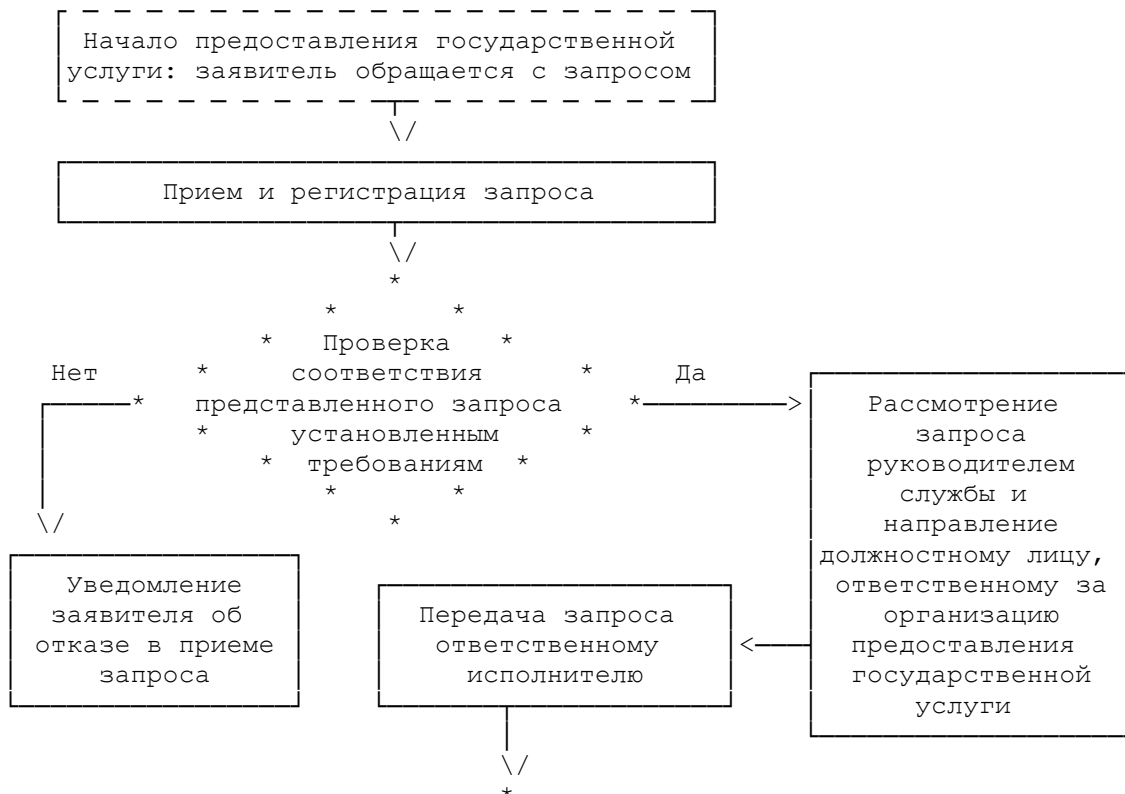 Начало предоставления государственной
услуги: заявитель обращается с запросом
Прием и регистрация запроса
Проверка
соответствия
представленного запроса
установленным
требованиям
Нет
Да
Рассмотрение
запроса
руководителем
службы и
направление
должностному лицу,
ответственному за
организацию
предоставления
государственной
услуги
Уведомление
заявителя об
отказе в приеме
запроса
Передача запроса
ответственному
исполнителю